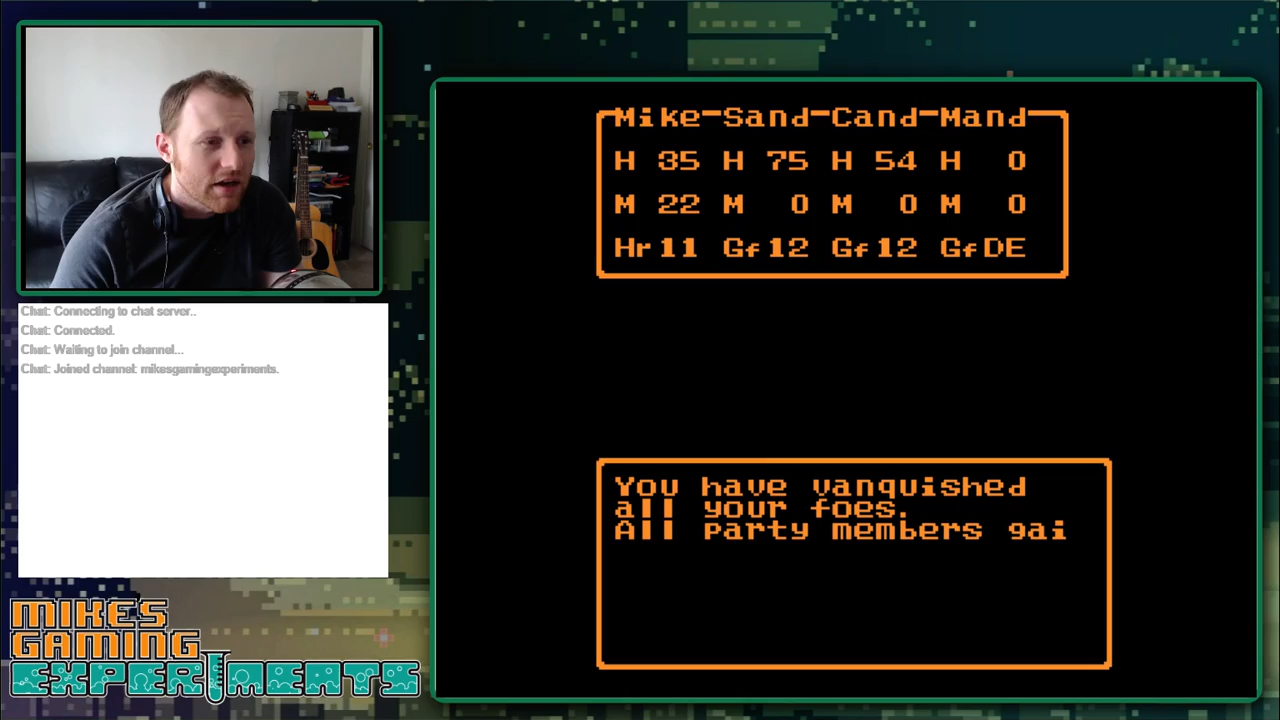 Mike Sand Cand Mand
H 35 H 75 H 54 H 0
M 22 M 0 M 0 M 0
Hr11 Gf12 Gf12 GfDE
Chat: Connecting to chat server..
Chat: Connected.
Chat: Waiting to join channel...
Chat: Joined channel: mikesgamingexperiments.
You have vanquished
all your foes.
All party members gai
MIKES
GAMING
EXPERIMENTS